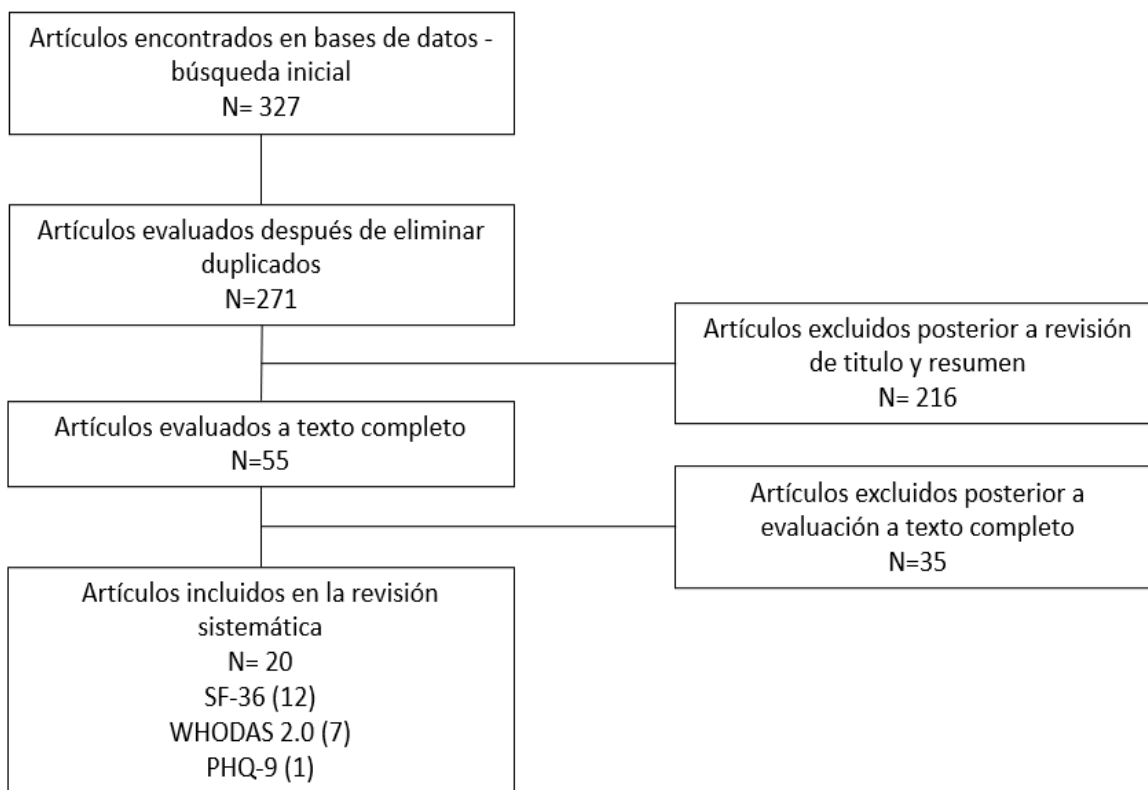 Artículos encontrados en bases de datos -
búsqueda inicial
N= 327
Artículos evaluados después de eliminar
duplicados
N=271
Artículos excluidos posterior a revisión
de titulo y resumen
N= 216
Artículos evaluados a texto completo
N=55
Artículos excluidos posterior a
evaluación a texto completo
N=35
Artículos incluidos en la revisión
sistemática
N= 20
SF-36 (12)
WHODAS 2.0 (7)
PHQ-9 (1)